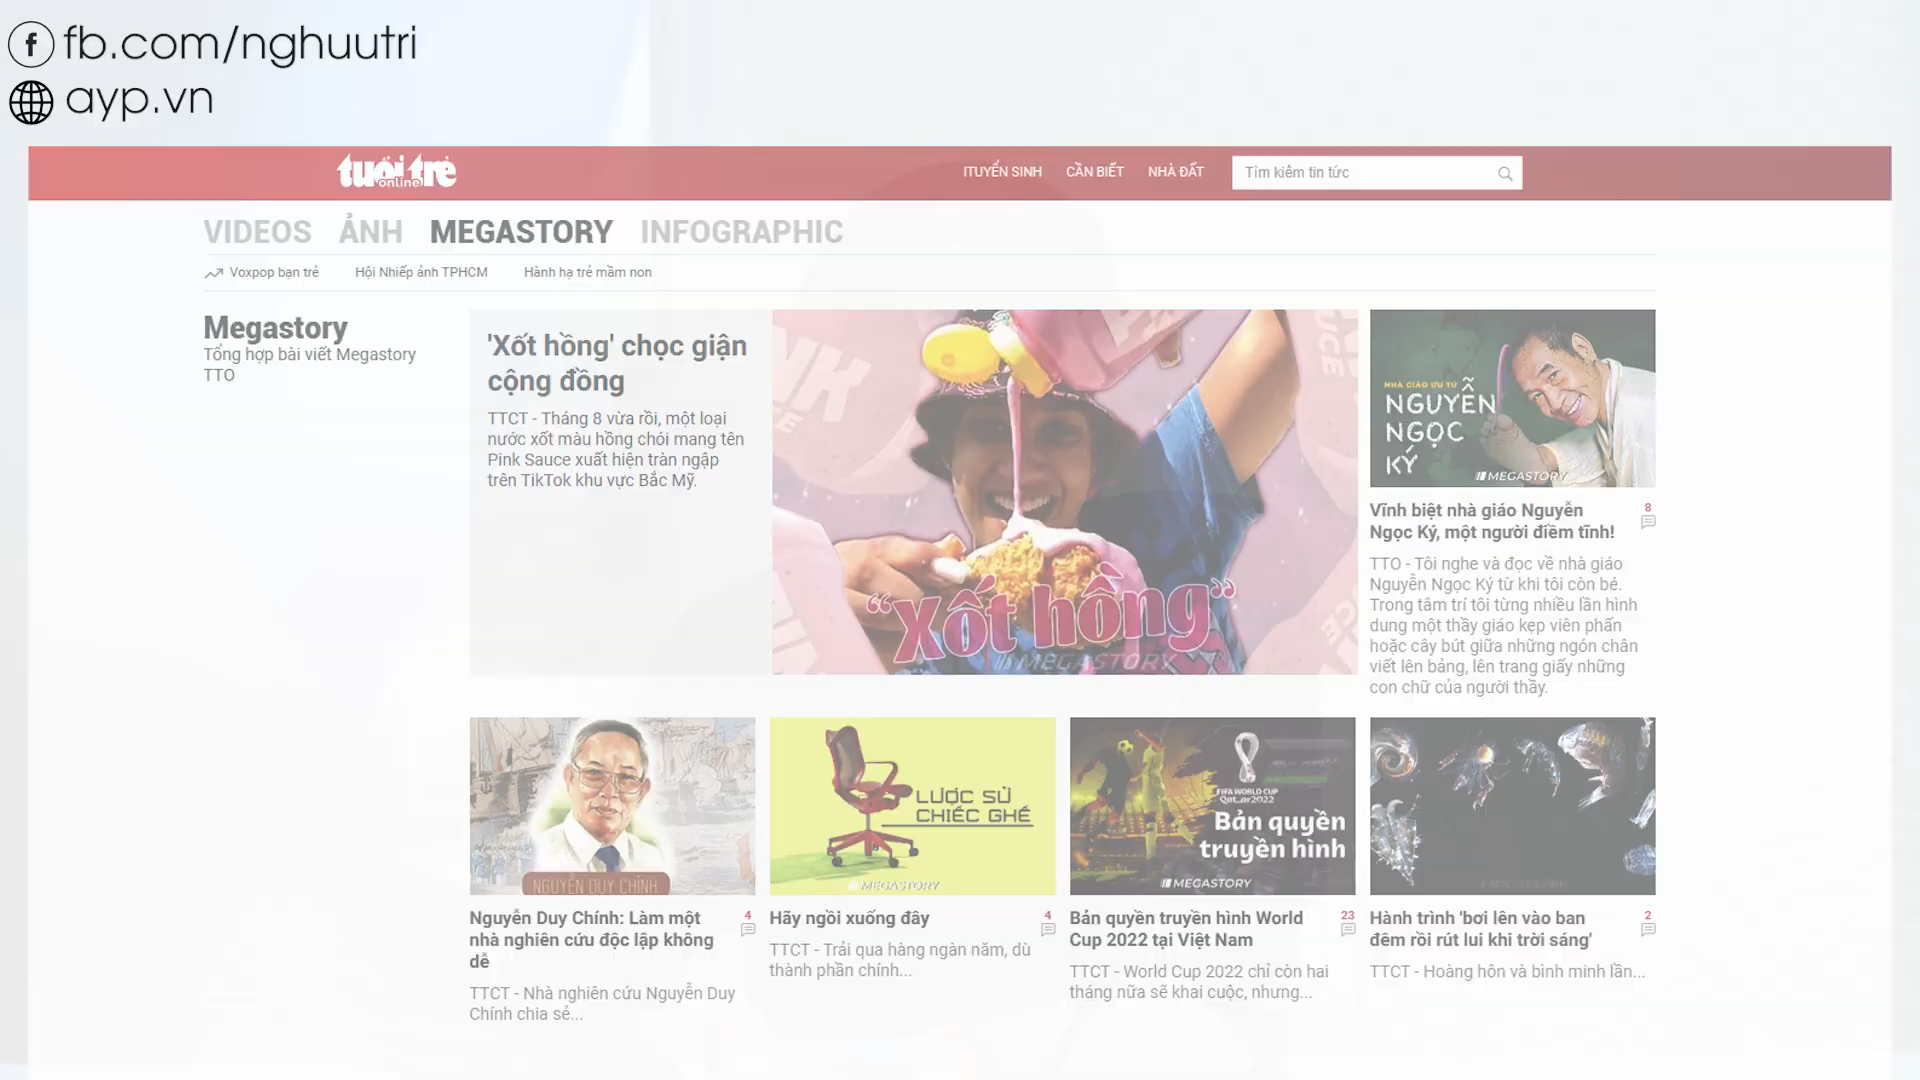 fb.com/nghuutri
ayp.vn
tuổi trẻ online
ITUYỂN SINH CẦN BIẾT NHÀ ĐẤT Tìm kiếm tin tức
VIDEOS ẢNH MEGASTORY INFOGRAPHIC
Voxpop bạn trẻ Hội Nhiếp ảnh TPHCM Hành hạ trẻ mầm non
Megastory
Tổng hợp bài viết Megastory
TTO
'Xốt hồng' chọc giận
cộng đồng
TTCT - Tháng 8 vừa rồi, một loại
nước xốt màu hồng chói mang tên
Pink Sauce xuất hiện tràn ngập
trên TikTok khu vực Bắc Mỹ.
“Xốt hồng”
MEGASTORY
NHÀ GIÁO ƯU TÚ
NGUYỄN
NGỌC
KÝ
MEGASTORY
Vĩnh biệt nhà giáo Nguyễn
Ngọc Ký, một người điềm tĩnh!
8
TTO - Tôi nghe và đọc về nhà giáo
Nguyễn Ngọc Ký từ khi tôi còn bé.
Trong tâm trí tôi từng nhiều lần hình
dung một thầy giáo kẹp viên phấn
hoặc cây bút giữa những ngón chân
viết lên bảng, lên trang giấy những
con chữ của người thầy.
NGUYỄN DUY CHÍNH
Nguyễn Duy Chính: Làm một
nhà nghiên cứu độc lập không
dễ
4
TTCT - Nhà nghiên cứu Nguyễn Duy
Chính chia sẻ...
LƯỢC SỬ
CHIẾC GHẾ
MEGASTORY
Hãy ngồi xuống đây
4
TTCT - Trải qua hàng ngàn năm, dù
thành phần chính...
FIFA WORLD CUP
Qatar2022
Bản quyền
truyền hình
MEGASTORY
Bản quyền truyền hình World
Cup 2022 tại Việt Nam
23
TTCT - World Cup 2022 chỉ còn hai
tháng nữa sẽ khai cuộc, nhưng...
MEGASTORY
Hành trình 'bơi lên vào ban
đêm rồi rút lui khi trời sáng'
2
TTCT - Hoàng hôn và bình minh lần...